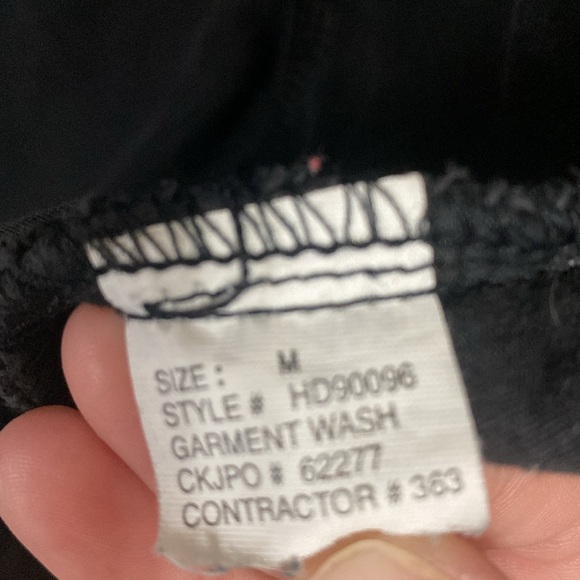 SIZE : M
STYLE # HD90096
GARMENT WASH
CKJPO # 62277
CONTRACTOR # 363